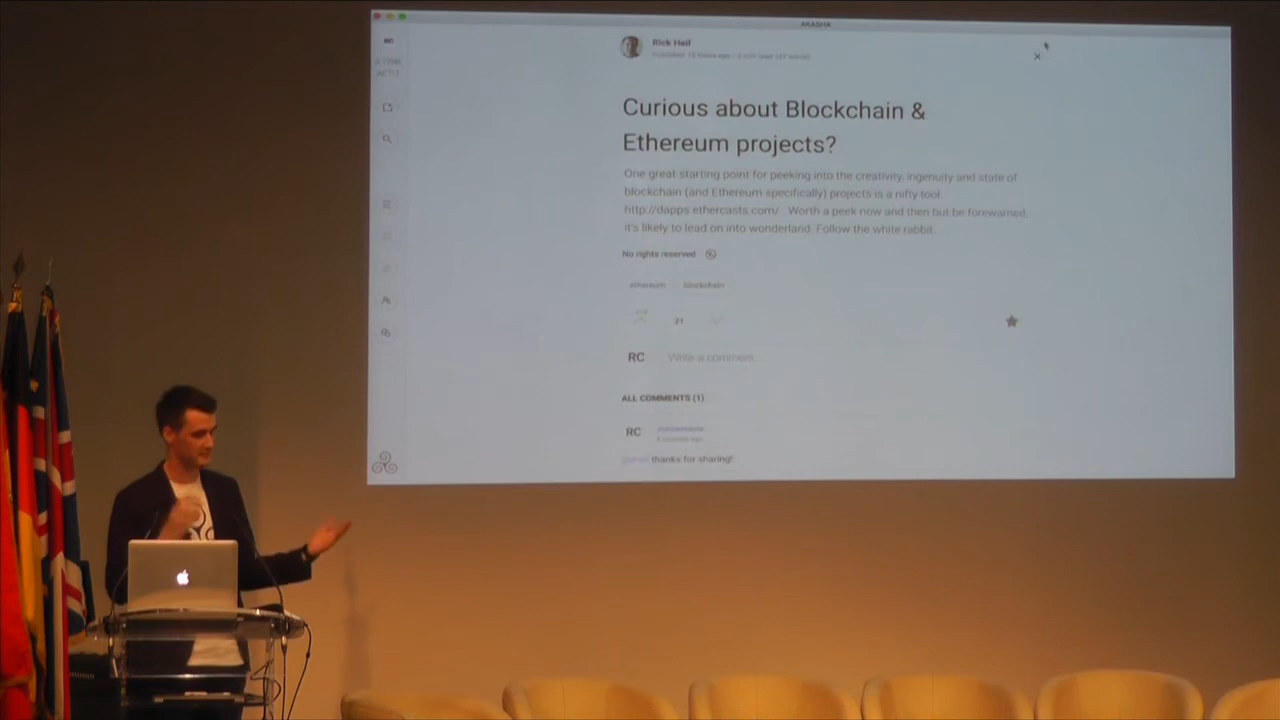 AKASHA
Rick Heil
Curious about Blockchain &
Ethereum projects?
One great starting point for peeking into the creativity, ingenuity and state of
blockchain (and Ethereum specifically) projects is a nifty tool.
http://dapps.ethercasts.com/ Worth a peek now and then but be forewarned,
it's likely to lead on into wonderland. Follow the white rabbit.
No rights reserved
ethereum blockchain
21
RC Write a comment...
ALL COMMENTS (1)
RC
thanks for sharing!